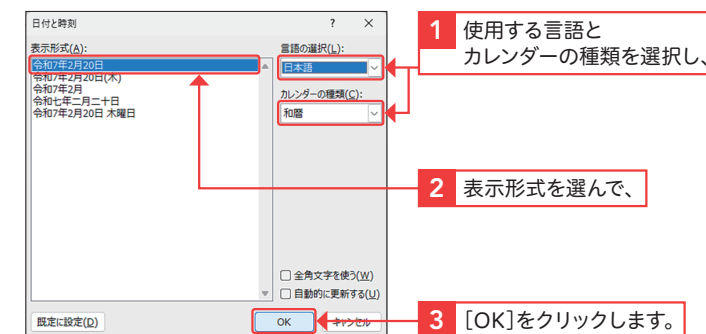 日付と時刻
? ×
表示形式(A):
令和7年2月20日
令和7年2月20日(木)
令和7年2月
令和七年二月二十日
令和7年2月20日 木曜日
言語の選択(L):
日本語
カレンダーの種類(C):
和暦
全角文字を使う(W)
自動的に更新する(U)
既定に設定(D)
OK
キャンセル
1 使用する言語と
カレンダーの種類を選択し、
2 表示形式を選んで、
3 [OK]をクリックします。